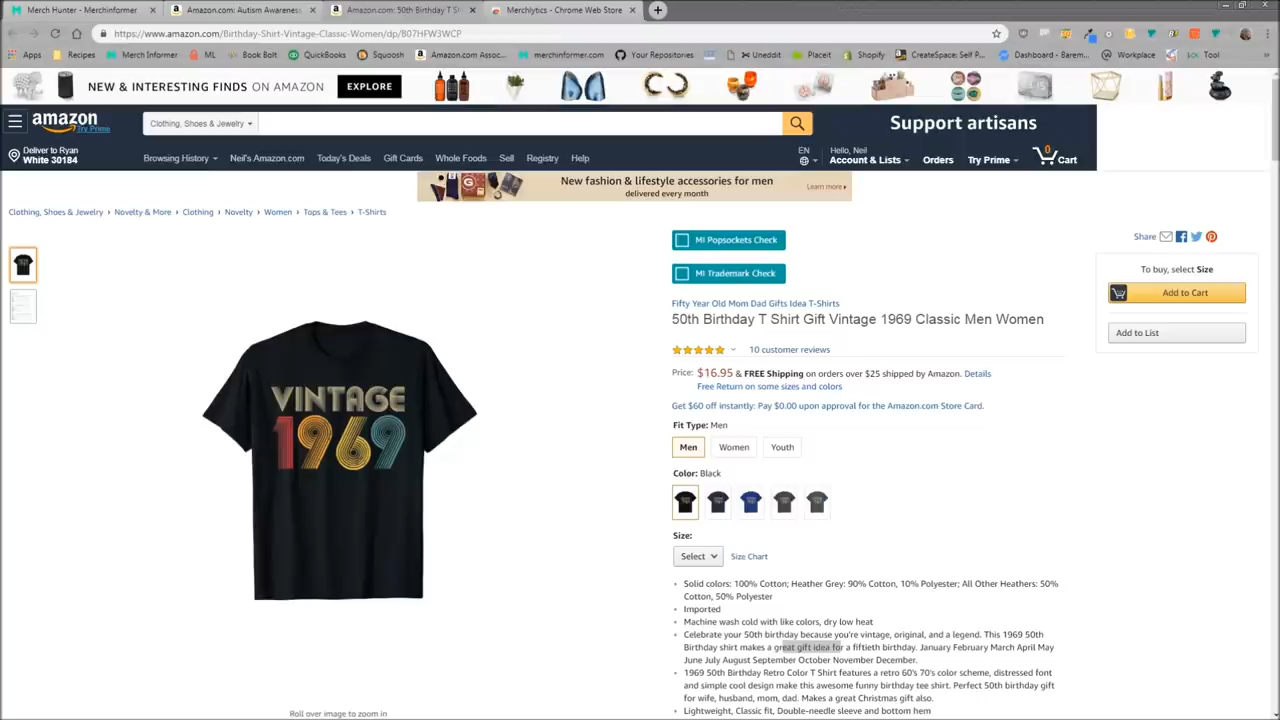 Merch Hunter - Merchinformer
Amazon.com: Autism Awareness
Amazon.com: 50th Birthday T S
Merchlytics - Chrome Web Store
https://www.amazon.com/Birthday-Shirt-Vintage-Classic-Women/dp/B07HFW3WCP
Apps Recipes Merch Informer ML Book Bolt QuickBooks Squoosh Amazon.com Assoc... merchinformer.com Your Repositories Uneddit Placeit Shopify CreateSpace: Self P... Dashboard - Barem... Workplace Tool
NEW & INTERESTING FINDS ON AMAZON EXPLORE
amazon
Try Prime
Clothing, Shoes & Jewelry
Support artisans
Deliver to Ryan
White 30184
Browsing History Neil's Amazon.com Today's Deals Gift Cards Whole Foods Sell Registry Help
EN
Hello, Neil
Account & Lists Orders Try Prime 0 Cart
New fashion & lifestyle accessories for men
delivered every month
Learn more
Clothing, Shoes & Jewelry › Novelty & More › Clothing › Novelty › Women › Tops & Tees › T-Shirts
MI Popsockets Check
MI Trademark Check
Share
To buy, select Size
Add to Cart
Add to List
Fifty Year Old Mom Dad Gifts Idea T-Shirts
50th Birthday T Shirt Gift Vintage 1969 Classic Men Women
10 customer reviews
Price: $16.95 & FREE Shipping on orders over $25 shipped by Amazon. Details
Free Return on some sizes and colors
Get $60 off instantly: Pay $0.00 upon approval for the Amazon.com Store Card.
Fit Type: Men
Men Women Youth
Color: Black
Size:
Select Size Chart
VINTAGE
1969
• Solid colors: 100% Cotton; Heather Grey: 90% Cotton, 10% Polyester; All Other Heathers: 50%
Cotton, 50% Polyester
• Imported
• Machine wash cold with like colors, dry low heat
• Celebrate your 50th birthday because you're vintage, original, and a legend. This 1969 50th
Birthday shirt makes a great gift idea for a fiftieth birthday. January February March April May
June July August September October November December.
• 1969 50th Birthday Retro Color T Shirt features a retro 60's 70's color scheme, distressed font
and simple cool design make this awesome funny birthday tee shirt. Perfect 50th birthday gift
for wife, husband, mom, dad. Makes a great Christmas gift also.
• Lightweight, Classic fit, Double-needle sleeve and bottom hem
Roll over image to zoom in